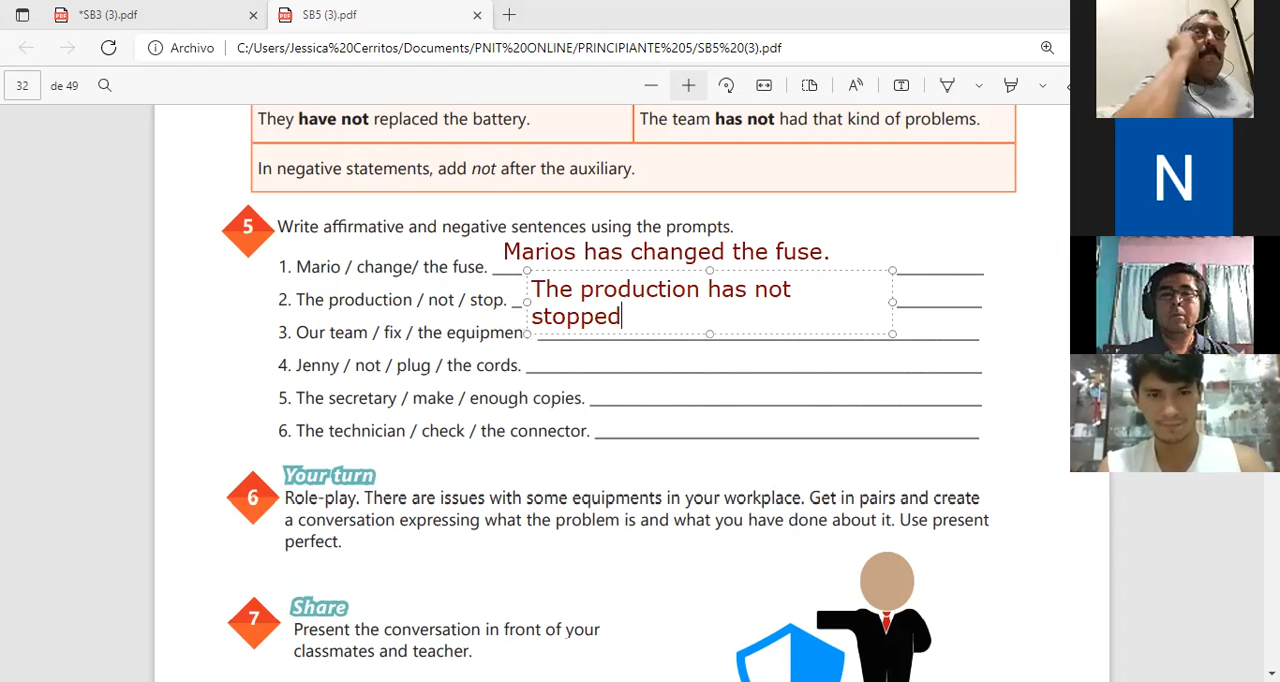 *SB3 (3).pdf
SB5 (3).pdf
Archivo
C:/Users/Jessica%20Cerritos/Documents/PNIT%20ONLINE/PRINCIPIANTE%205/SB5%20(3).pdf
32
de 49
They have not replaced the battery.
The team has not had that kind of problems.
In negative statements, add not after the auxiliary.
5
Write affirmative and negative sentences using the prompts.
Marios has changed the fuse.
1. Mario / change/ the fuse.
The production has not
2. The production / not / stop.
stopped
3. Our team / fix / the equipmen
4. Jenny / not / plug / the cords.
5. The secretary / make / enough copies.
6. The technician / check / the connector.
Your turn
6
Role-play. There are issues with some equipments in your workplace. Get in pairs and create
a conversation expressing what the problem is and what you have done about it. Use present
perfect.
Share
7
Present the conversation in front of your
classmates and teacher.
N